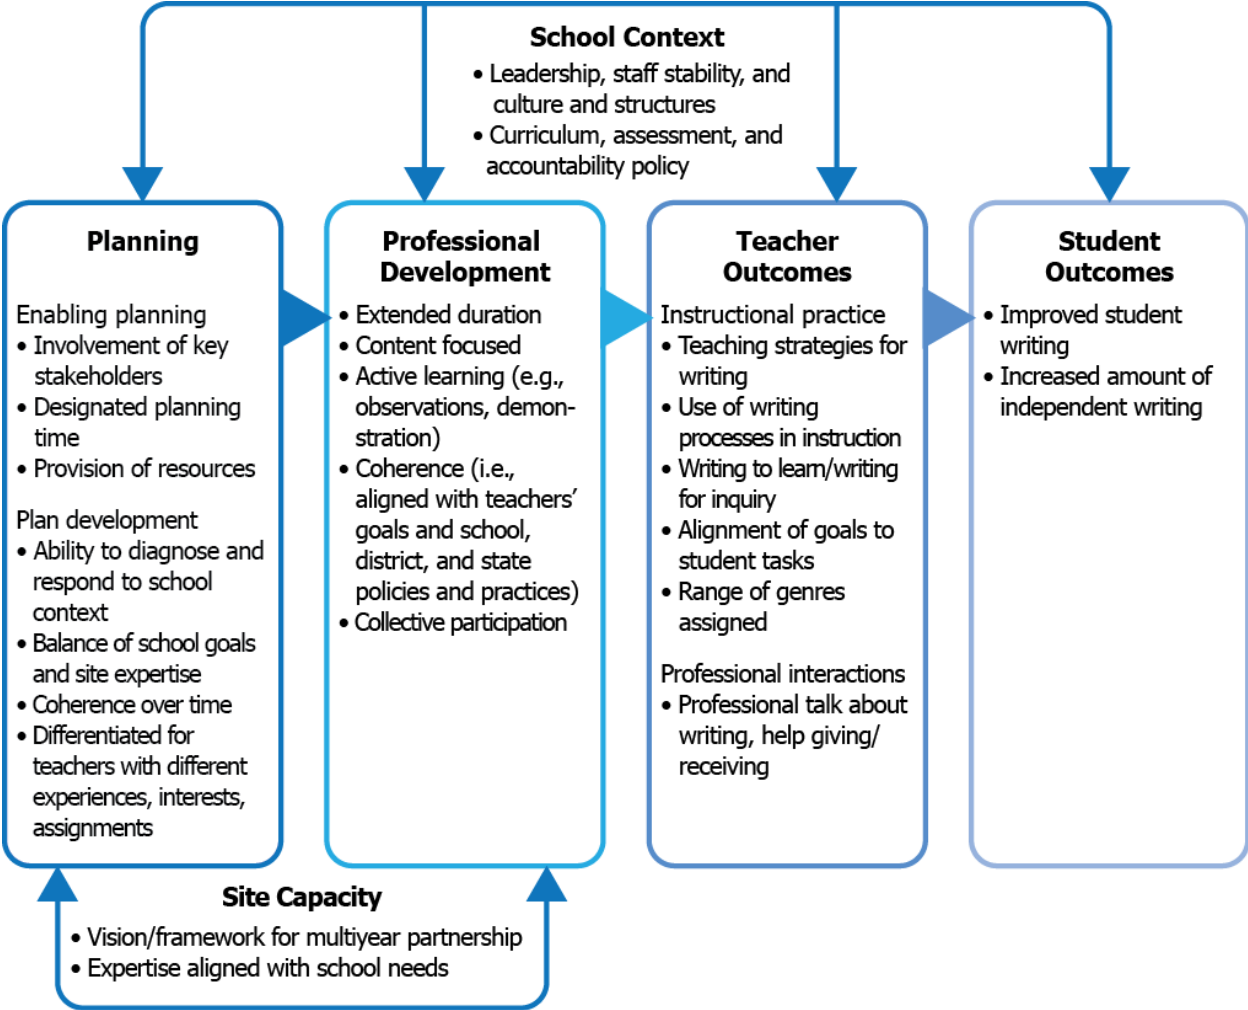 School Context
• Leadership, staff stability, and
culture and structures
• Curriculum, assessment, and
accountability policy
Planning
Enabling planning
• Involvement of key
stakeholders
• Designated planning
time
• Provision of resources
Plan development
• Ability to diagnose and
respond to school
context
• Balance of school goals
and site expertise
• Coherence over time
• Differentiated for
teachers with different
experiences, interests,
assignments
Professional
Development
• Extended duration
• Content focused
• Active learning (e.g.,
observations, demon-
stration)
• Coherence (i.e.,
aligned with teachers’
goals and school,
district, and state
policies and practices)
• Collective participation
Teacher
Outcomes
Instructional practice
• Teaching strategies for
writing
• Use of writing
processes in instruction
• Writing to learn/writing
for inquiry
• Alignment of goals to
student tasks
• Range of genres
assigned
Professional interactions
• Professional talk about
writing, help giving/
receiving
Student
Outcomes
• Improved student
writing
• Increased amount of
independent writing
Site Capacity
• Vision/framework for multiyear partnership
• Expertise aligned with school needs